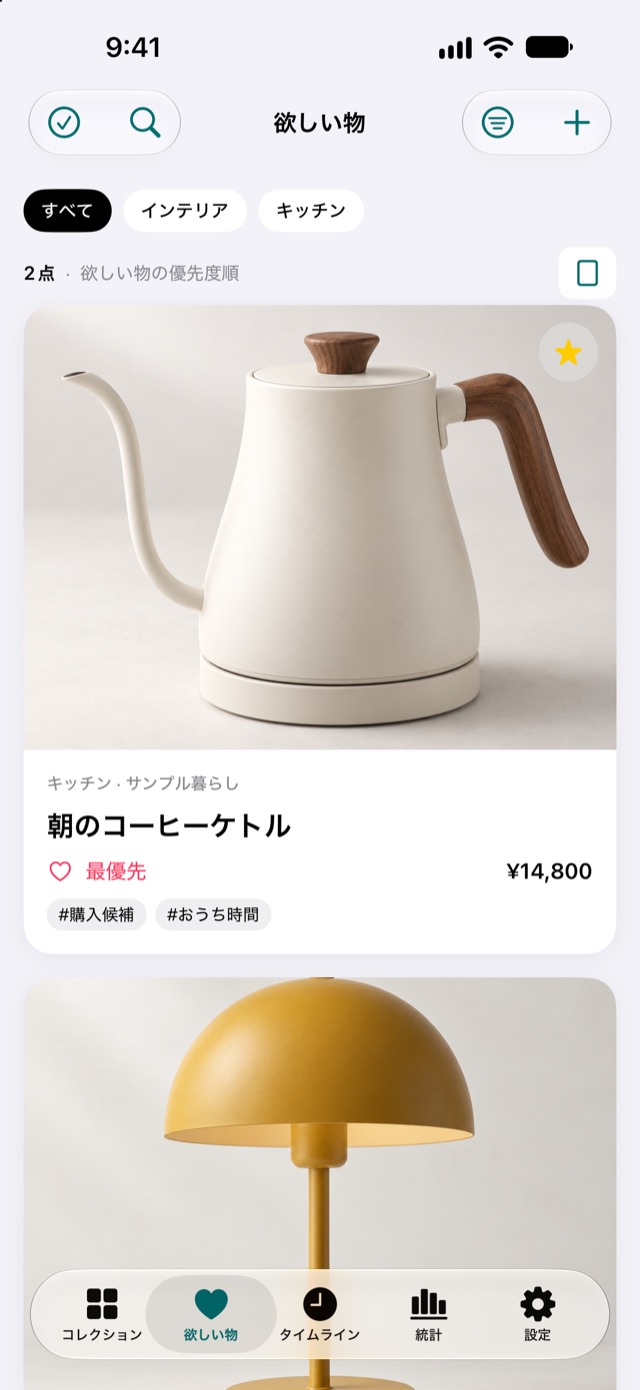 9:41
欲しい物
すべて
インテリア
キッチン
2点 · 欲しい物の優先度順
キッチン · サンプル暮らし
朝のコーヒーケトル
最優先
¥14,800
#購入候補
#おうち時間
コレクション
欲しい物
タイムライン
統計
設定